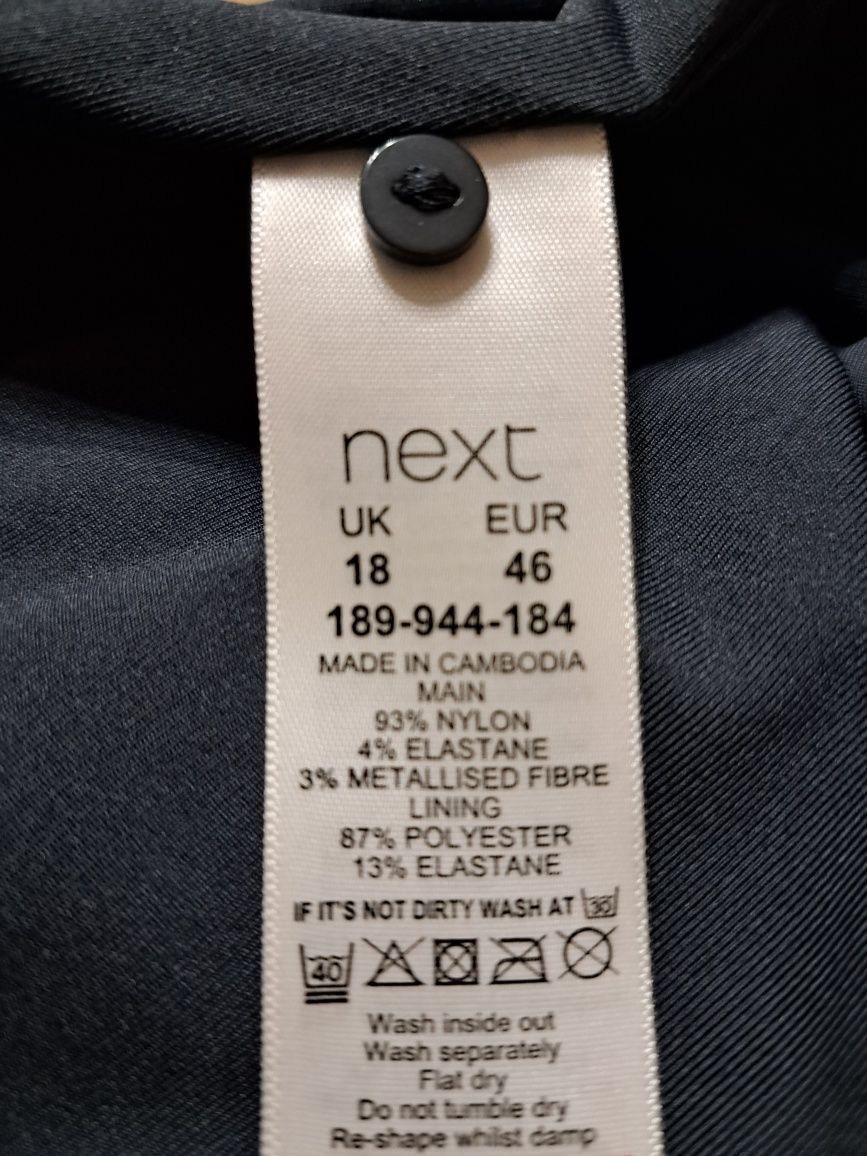 next
UK EUR
18 46
189-944-184
MADE IN CAMBODIA
MAIN
93% NYLON
4% ELASTANE
3% METALLISED FIBRE
LINING
87% POLYESTER
13% ELASTANE
IF IT'S NOT DIRTY WASH AT 30
40
Wash inside out
Wash separately
Flat dry
Do not tumble dry
Re-shape whilst damp